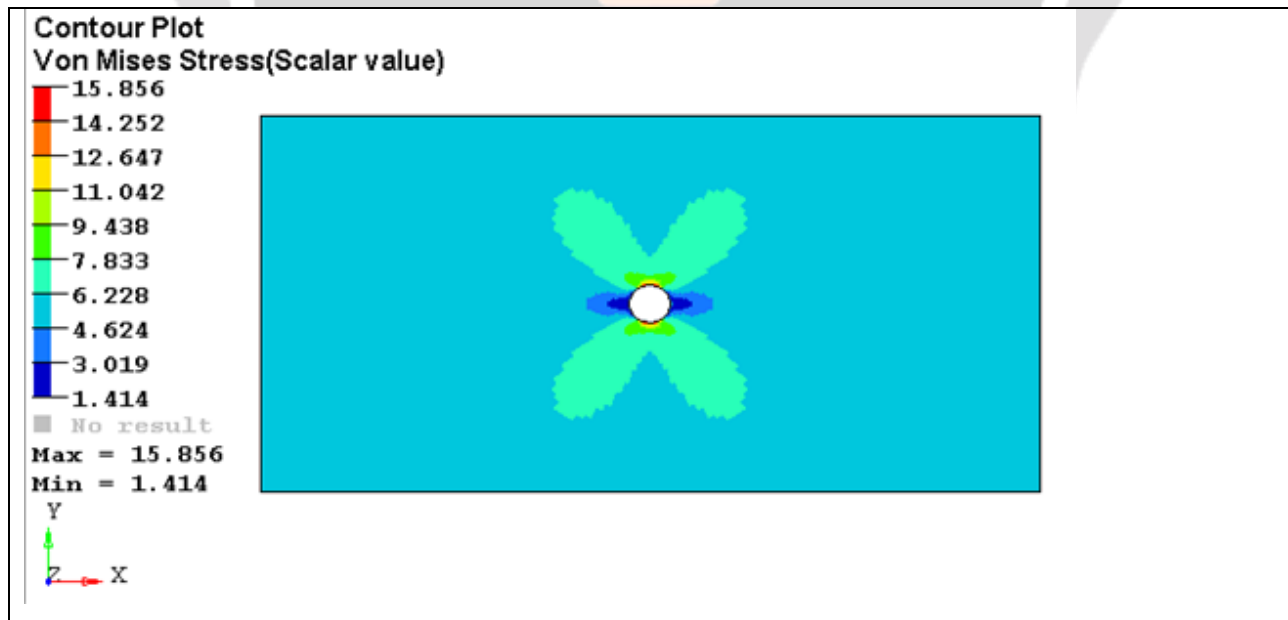 Contour Plot
Von Mises Stress(Scalar value)
15.856
14.252
12.647
11.042
9.438
7.833
6.228
4.624
3.019
1.414
No result
Max = 15.856
Min = 1.414
Y
Z X